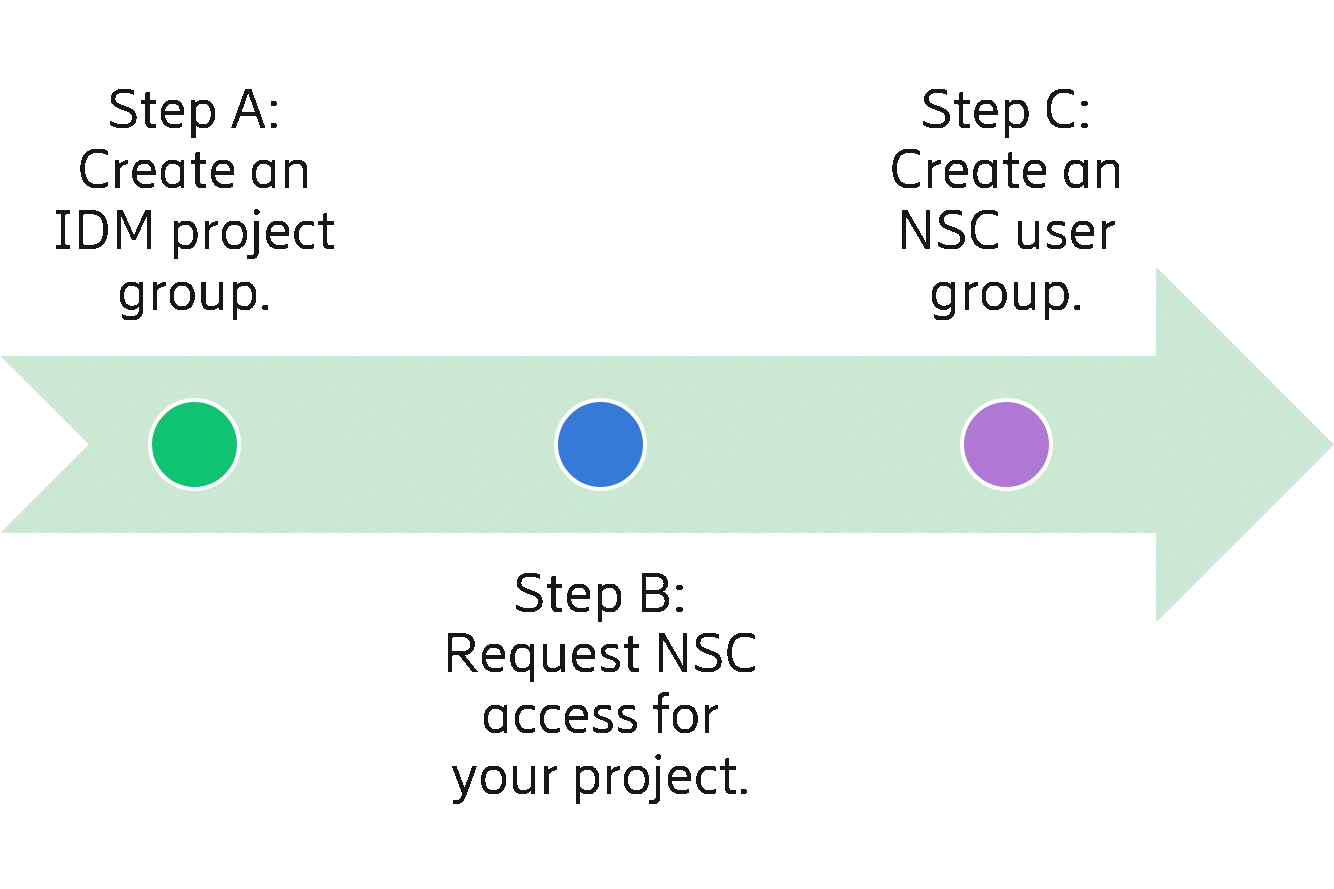 Step A:
Create an
IDM project
group.
Step B:
Request NSC
access for
your project.
Step C:
Create an
NSC user
group.